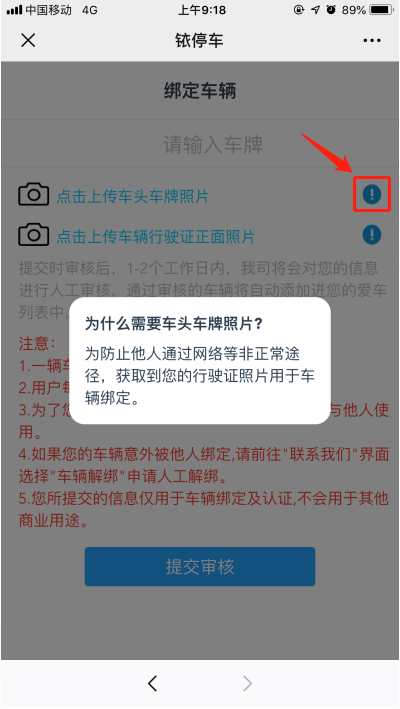 中国移动 4G 上午9:18 89%
铱停车
绑定车辆
请输入车牌
点击上传车头车牌照片
点击上传车辆行驶证正面照片
提交时审核后，1-2个工作日内，我司将会对您的信息
进行人工审核，通过审核的车辆将自动添加进您的爱车
列表中。
为什么需要车头车牌照片?
为防止他人通过网络等非正常途
径，获取到您的行驶证照片用于车
辆绑定。
注意：
1.一辆车
2.用户每
3.为了您 与他人使
用。
4.如果您的车辆意外被他人绑定,请前往"联系我们"界面
选择"车辆解绑"申请人工解绑。
5.您所提交的信息仅用于车辆绑定及认证,不会用于其他
商业用途。
提交审核